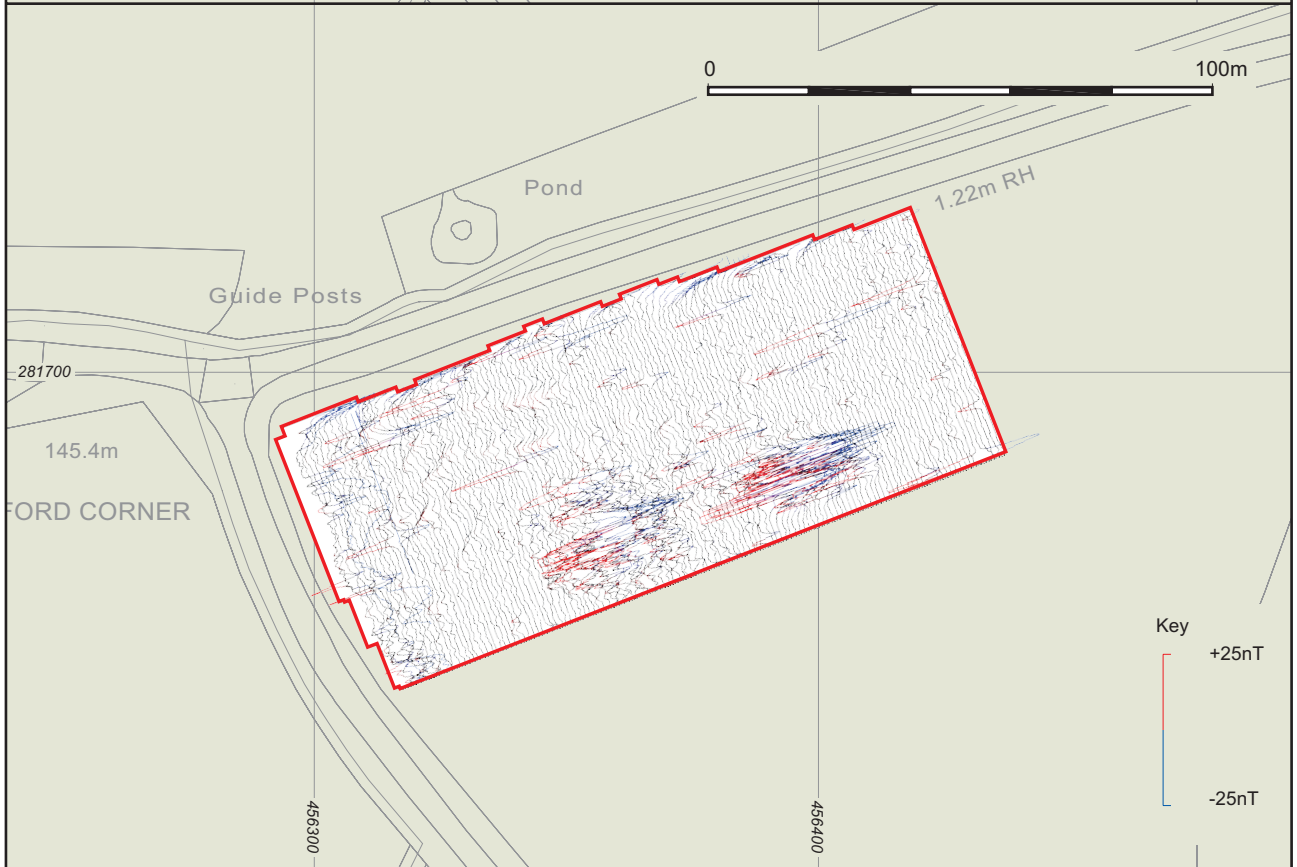 0 100m
Pond
1.22m RH
Guide Posts
281700
145.4m
FORD CORNER
Key
+25nT
-25nT
456300
456400